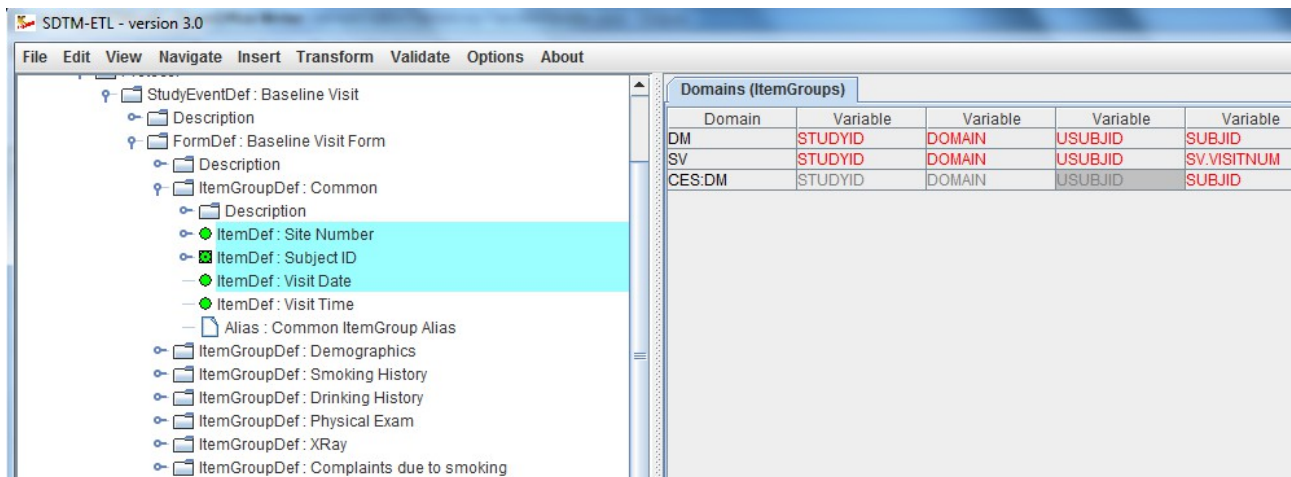 SDTM-ETL - version 3.0
File Edit View Navigate Insert Transform Validate Options About
StudyEventDef : Baseline Visit
Description
FormDef : Baseline Visit Form
Description
ItemGroupDef : Common
Description
ItemDef : Site Number
ItemDef : Subject ID
ItemDef : Visit Date
ItemDef : Visit Time
Alias : Common ItemGroup Alias
ItemGroupDef : Demographics
ItemGroupDef : Smoking History
ItemGroupDef : Drinking History
ItemGroupDef : Physical Exam
ItemGroupDef : XRay
ItemGroupDef : Complaints due to smoking
Domains (ItemGroups)
Domain Variable Variable Variable Variable
DM STUDYID DOMAIN USUBJID SUBJID
SV STUDYID DOMAIN USUBJID SV.VISITNUM
CES:DM STUDYID DOMAIN USUBJID SUBJID